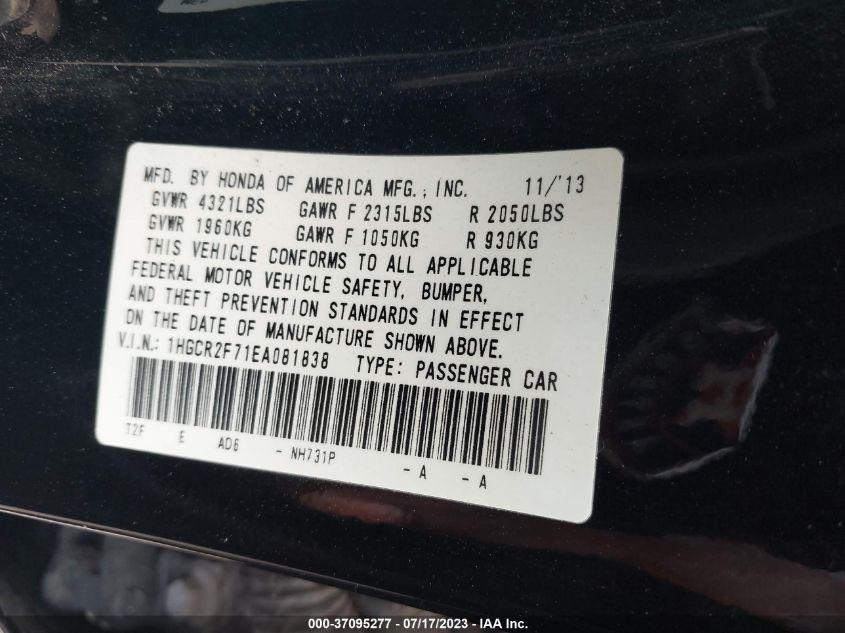 MFD. BY HONDA OF AMERICA MFG., INC. 11/'13
GVWR 4321LBS GAWR F 2315LBS R 2050LBS
GVWR 1960KG GAWR F 1050KG R 930KG
THIS VEHICLE CONFORMS TO ALL APPLICABLE
FEDERAL MOTOR VEHICLE SAFETY, BUMPER,
AND THEFT PREVENTION STANDARDS IN EFFECT
ON THE DATE OF MANUFACTURE SHOWN ABOVE.
V.I.N.: 1HGCR2F71EA081838 TYPE: PASSENGER CAR
T2F E AD6 - NH731P - A - A
000-37095277 - 07/17/2023 - IAA Inc.